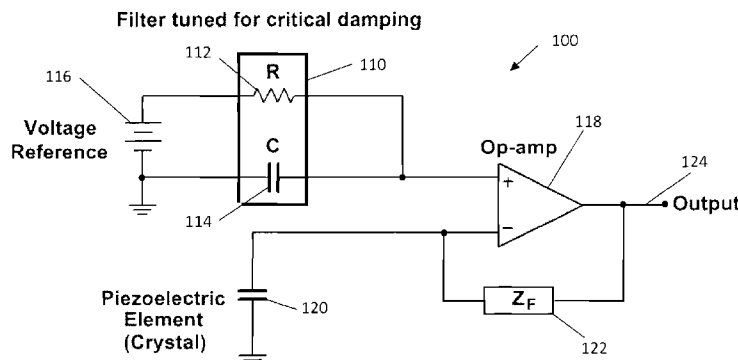 Filter tuned for critical damping
100
112
110
116
R
Voltage
Reference
C
114
Op-amp
118
124
+
−
Output
Piezoelectric
Element
(Crystal)
120
Z_F
122